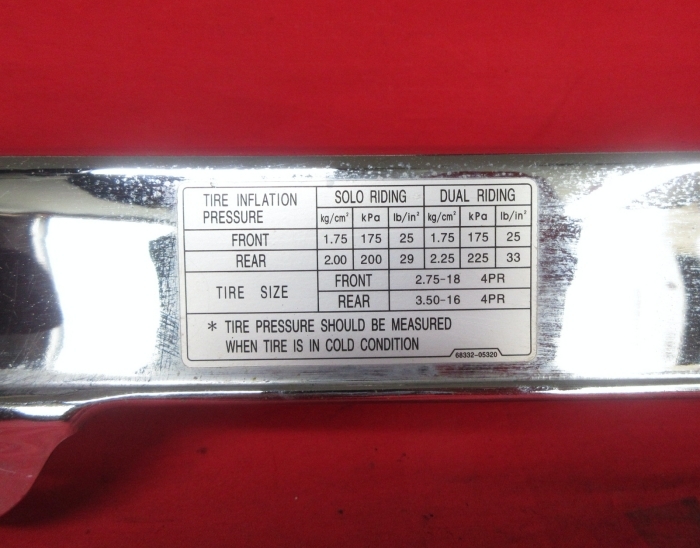 TIRE INFLATION PRESSURE SOLO RIDING DUAL RIDING
kg/cm² kPa lb/in² kg/cm² kPa lb/in²
FRONT 1.75 175 25 1.75 175 25
REAR 2.00 200 29 2.25 225 33
TIRE SIZE FRONT 2.75-18 4PR
REAR 3.50-16 4PR
* TIRE PRESSURE SHOULD BE MEASURED
WHEN TIRE IS IN COLD CONDITION
68332-05320